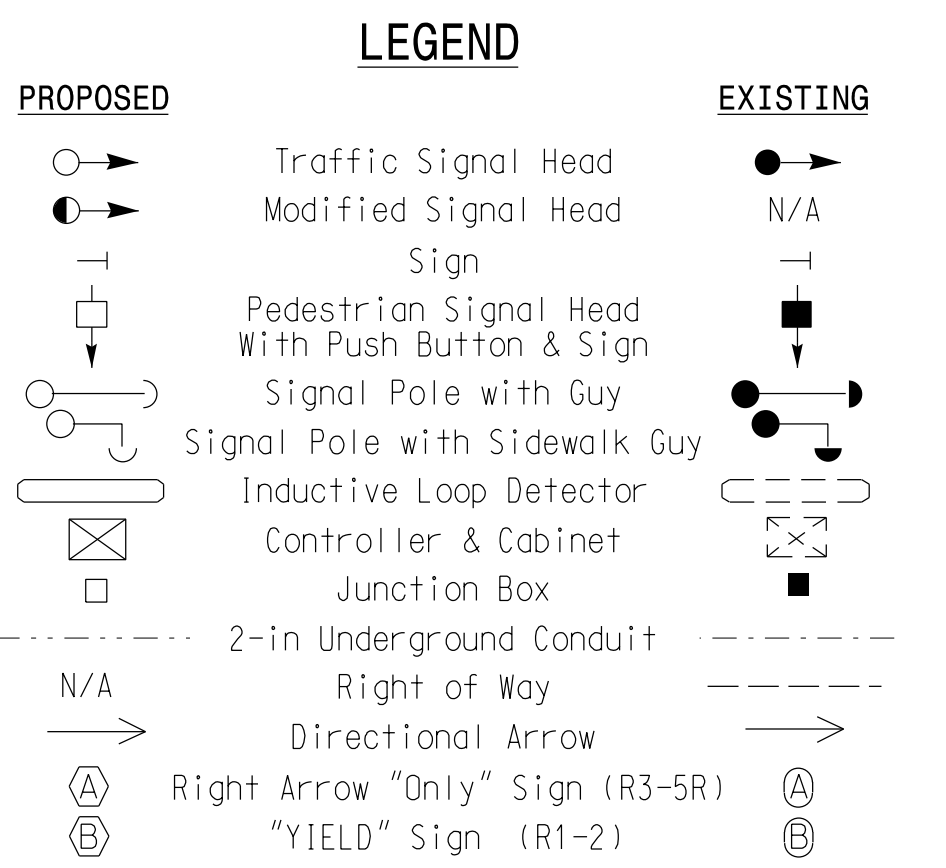 LEGEND
PROPOSED EXISTING
Traffic Signal Head
Modified Signal Head N/A
Sign
Pedestrian Signal Head
With Push Button & Sign
Signal Pole with Guy
Signal Pole with Sidewalk Guy
Inductive Loop Detector
Controller & Cabinet
Junction Box
2-in Underground Conduit
N/A Right of Way
Directional Arrow
A Right Arrow "Only" Sign (R3-5R) A
B "YIELD" Sign (R1-2) B